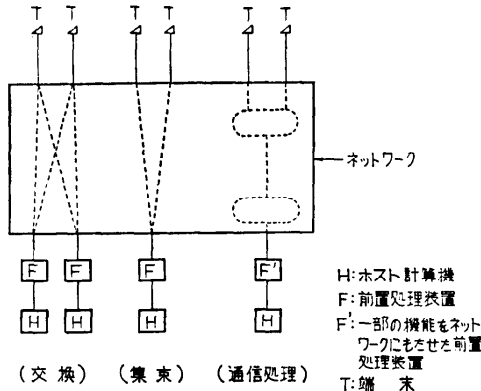 T T T T T T
ネットワーク
F F F F'
H H H H
(交換) (集束) (通信処理)
H:ホスト計算機
F:前置処理装置
F':一部の機能をネット
ワークにもたせた前置
処理装置
T:端 末